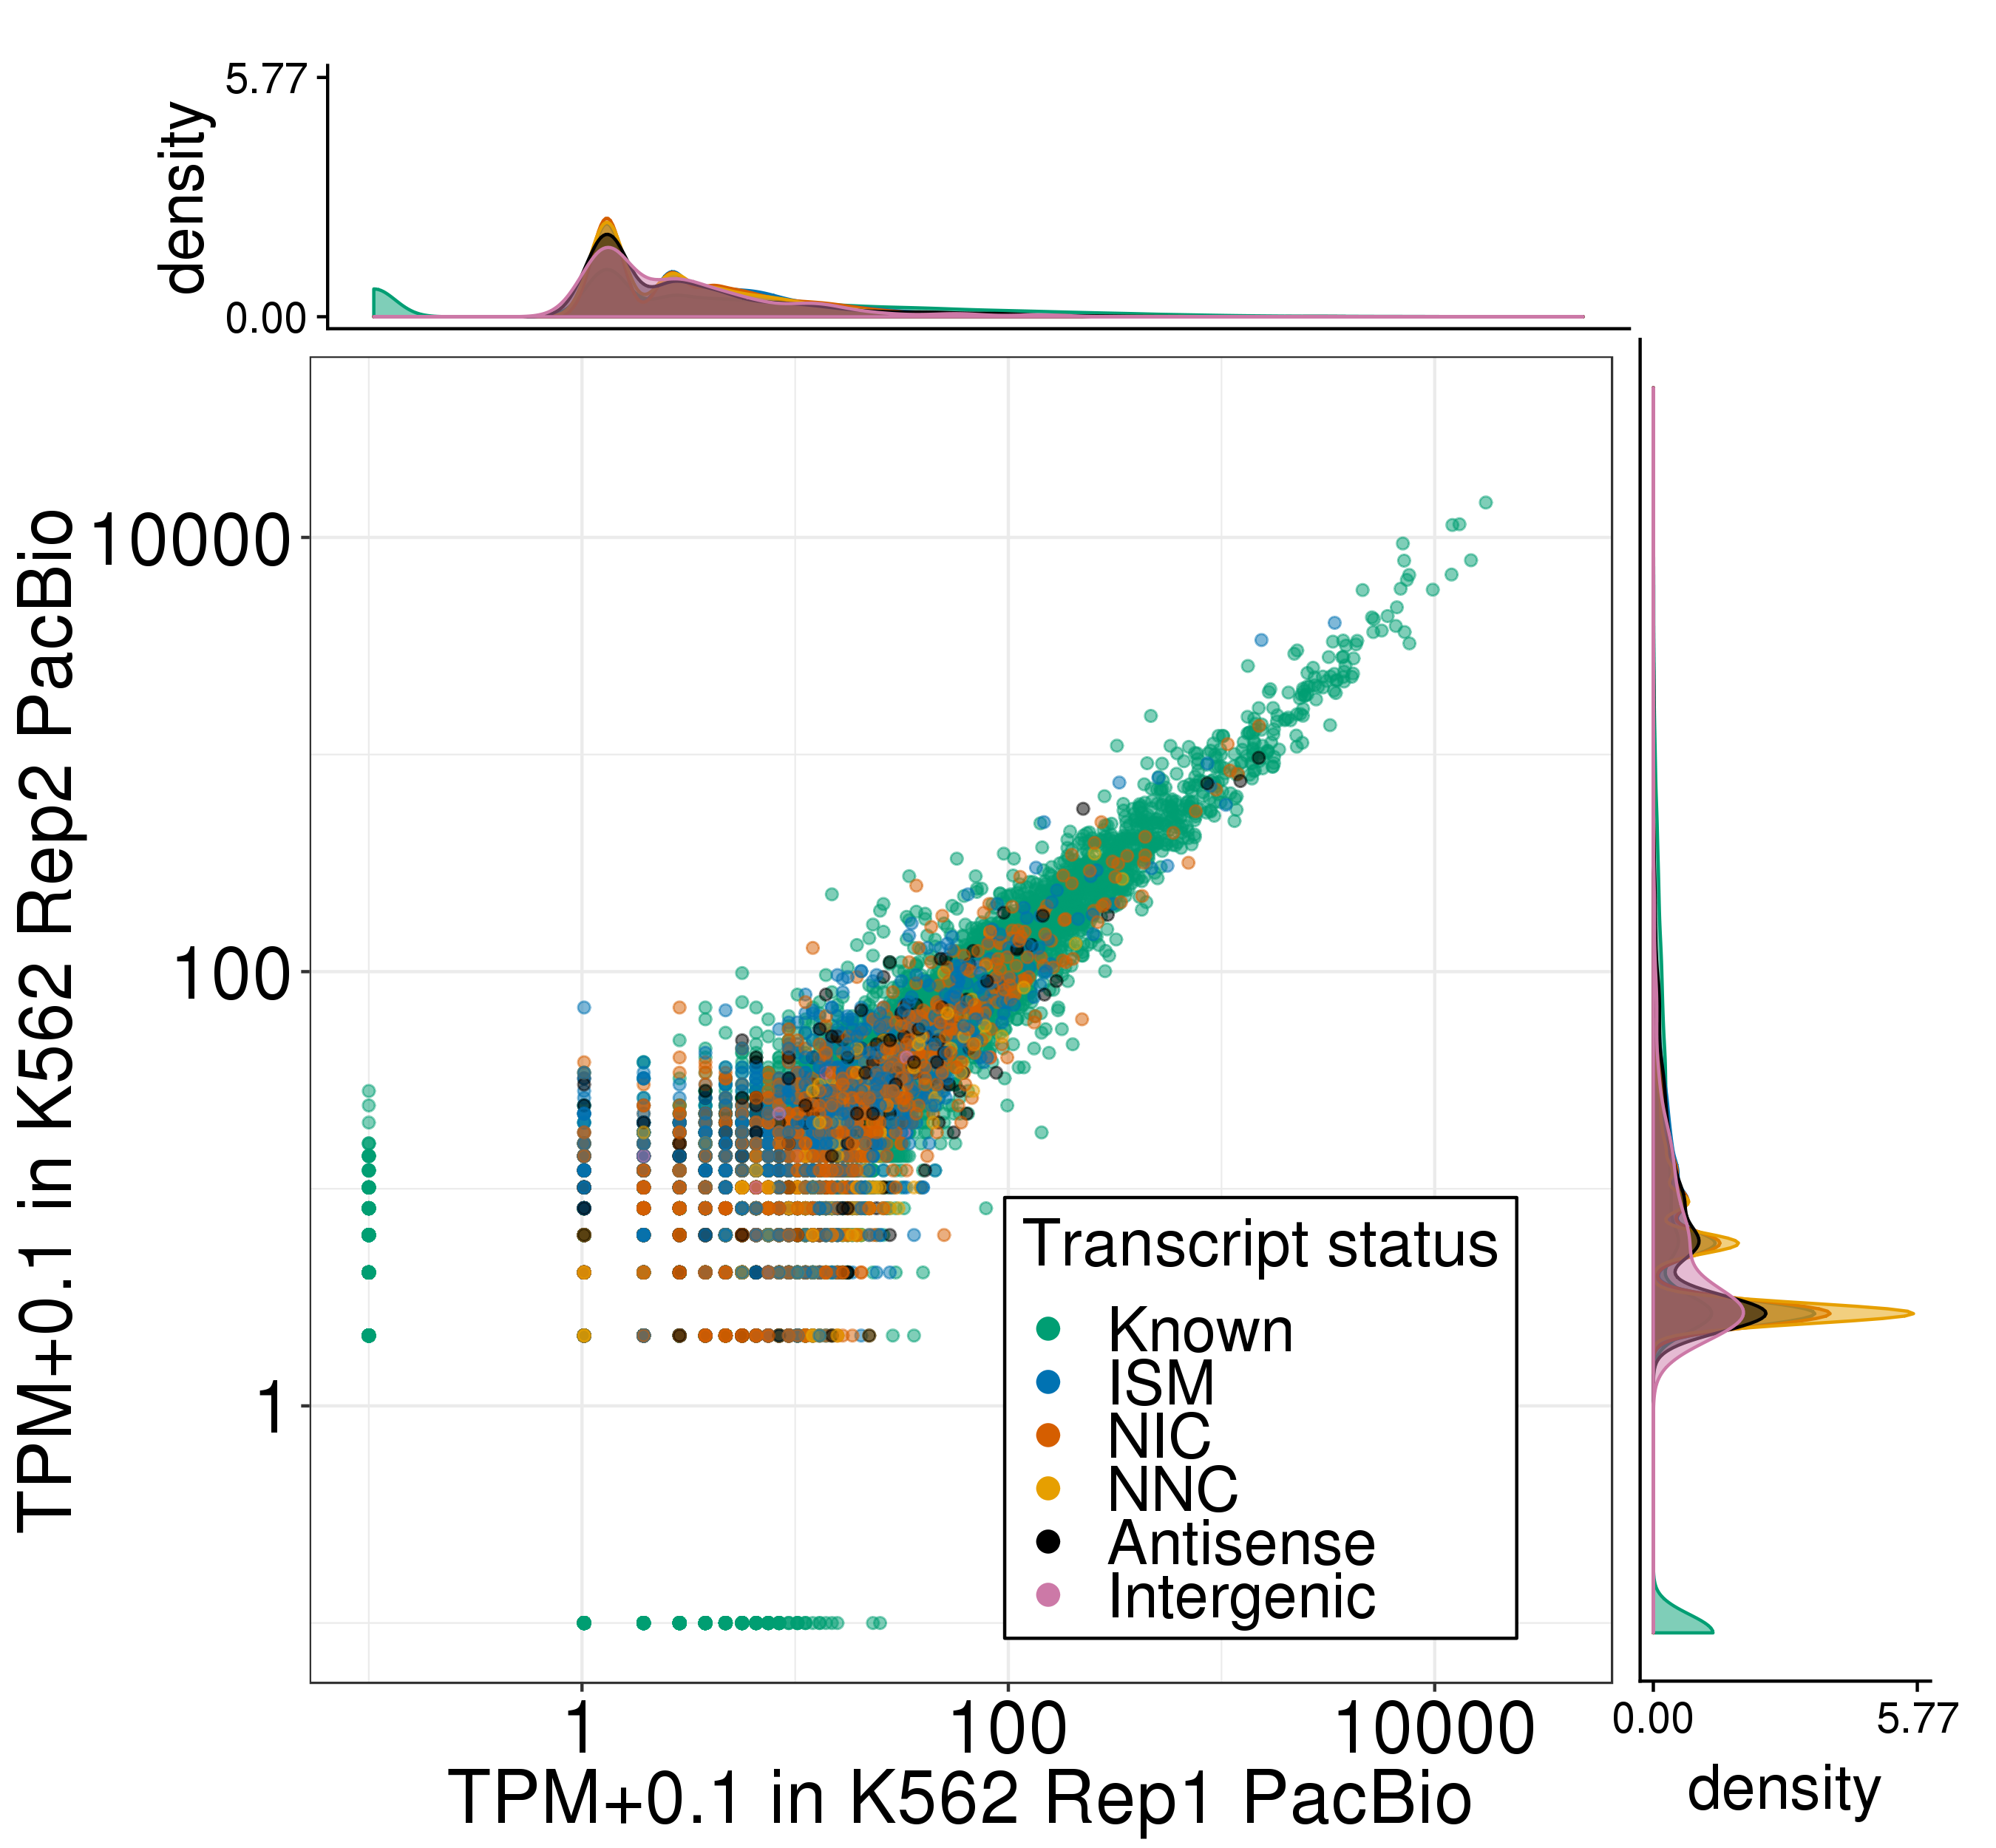 5.77
density
0.00
TPM+0.1 in K562 Rep2 PacBio
10000
100
1
Transcript status
Known
ISM
NIC
NNC
Antisense
Intergenic
1
100
10000
TPM+0.1 in K562 Rep1 PacBio
0.00
5.77
density